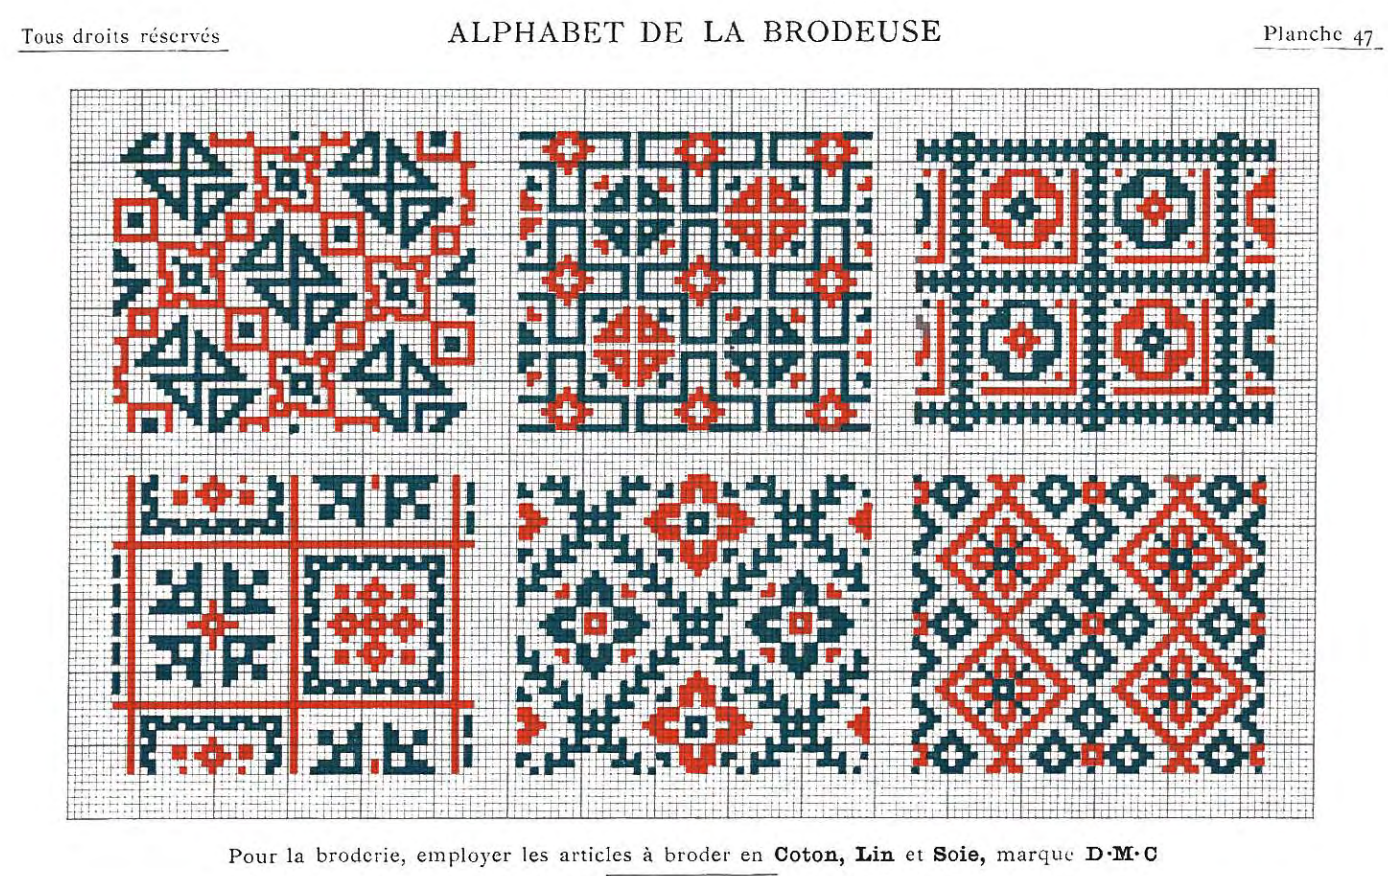 Tous droits réservés
ALPHABET DE LA BRODEUSE
Planche 47
Pour la broderie, employer les articles à broder en Coton, Lin et Soie, marque D·M·C